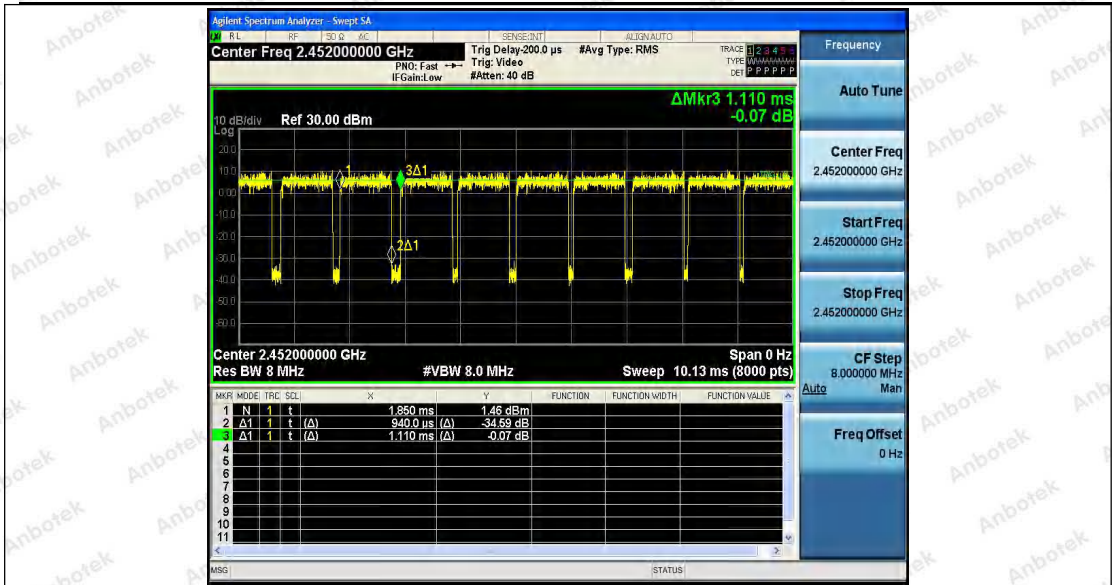 Agilent Spectrum Analyzer - Swept SA
RL RF 50 Ω AC SENSE:INT ALIGNAUTO
Center Freq 2.452000000 GHz
PNO: Fast
IFGain:Low
Trig Delay-200.0 µs
Trig: Video
#Atten: 40 dB
#Avg Type: RMS
TRACE 1 2 3 4 5 6
TYPE
DET P P P P P P
ΔMkr3 1.110 ms
-0.07 dB
10 dB/div Ref 30.00 dBm
Log
20.0
10.0
0.00
-10.0
-20.0
-30.0
-40.0
-50.0
-60.0
1
3Δ1
2Δ1
Center 2.452000000 GHz Span 0 Hz
Res BW 8 MHz #VBW 8.0 MHz Sweep 10.13 ms (8000 pts)
MKR MODE TRC SCL X Y FUNCTION FUNCTION WIDTH FUNCTION VALUE
1 N 1 t 1.850 ms 1.46 dBm
2 Δ1 1 t (Δ) 940.0 µs (Δ) -34.59 dB
3 Δ1 1 t (Δ) 1.110 ms (Δ) -0.07 dB
4
5
6
7
8
9
10
11
MSG STATUS
Frequency
Auto Tune
Center Freq
2.452000000 GHz
Start Freq
2.452000000 GHz
Stop Freq
2.452000000 GHz
CF Step
8.000000 MHz
Auto Man
Freq Offset
0 Hz
Anbotek